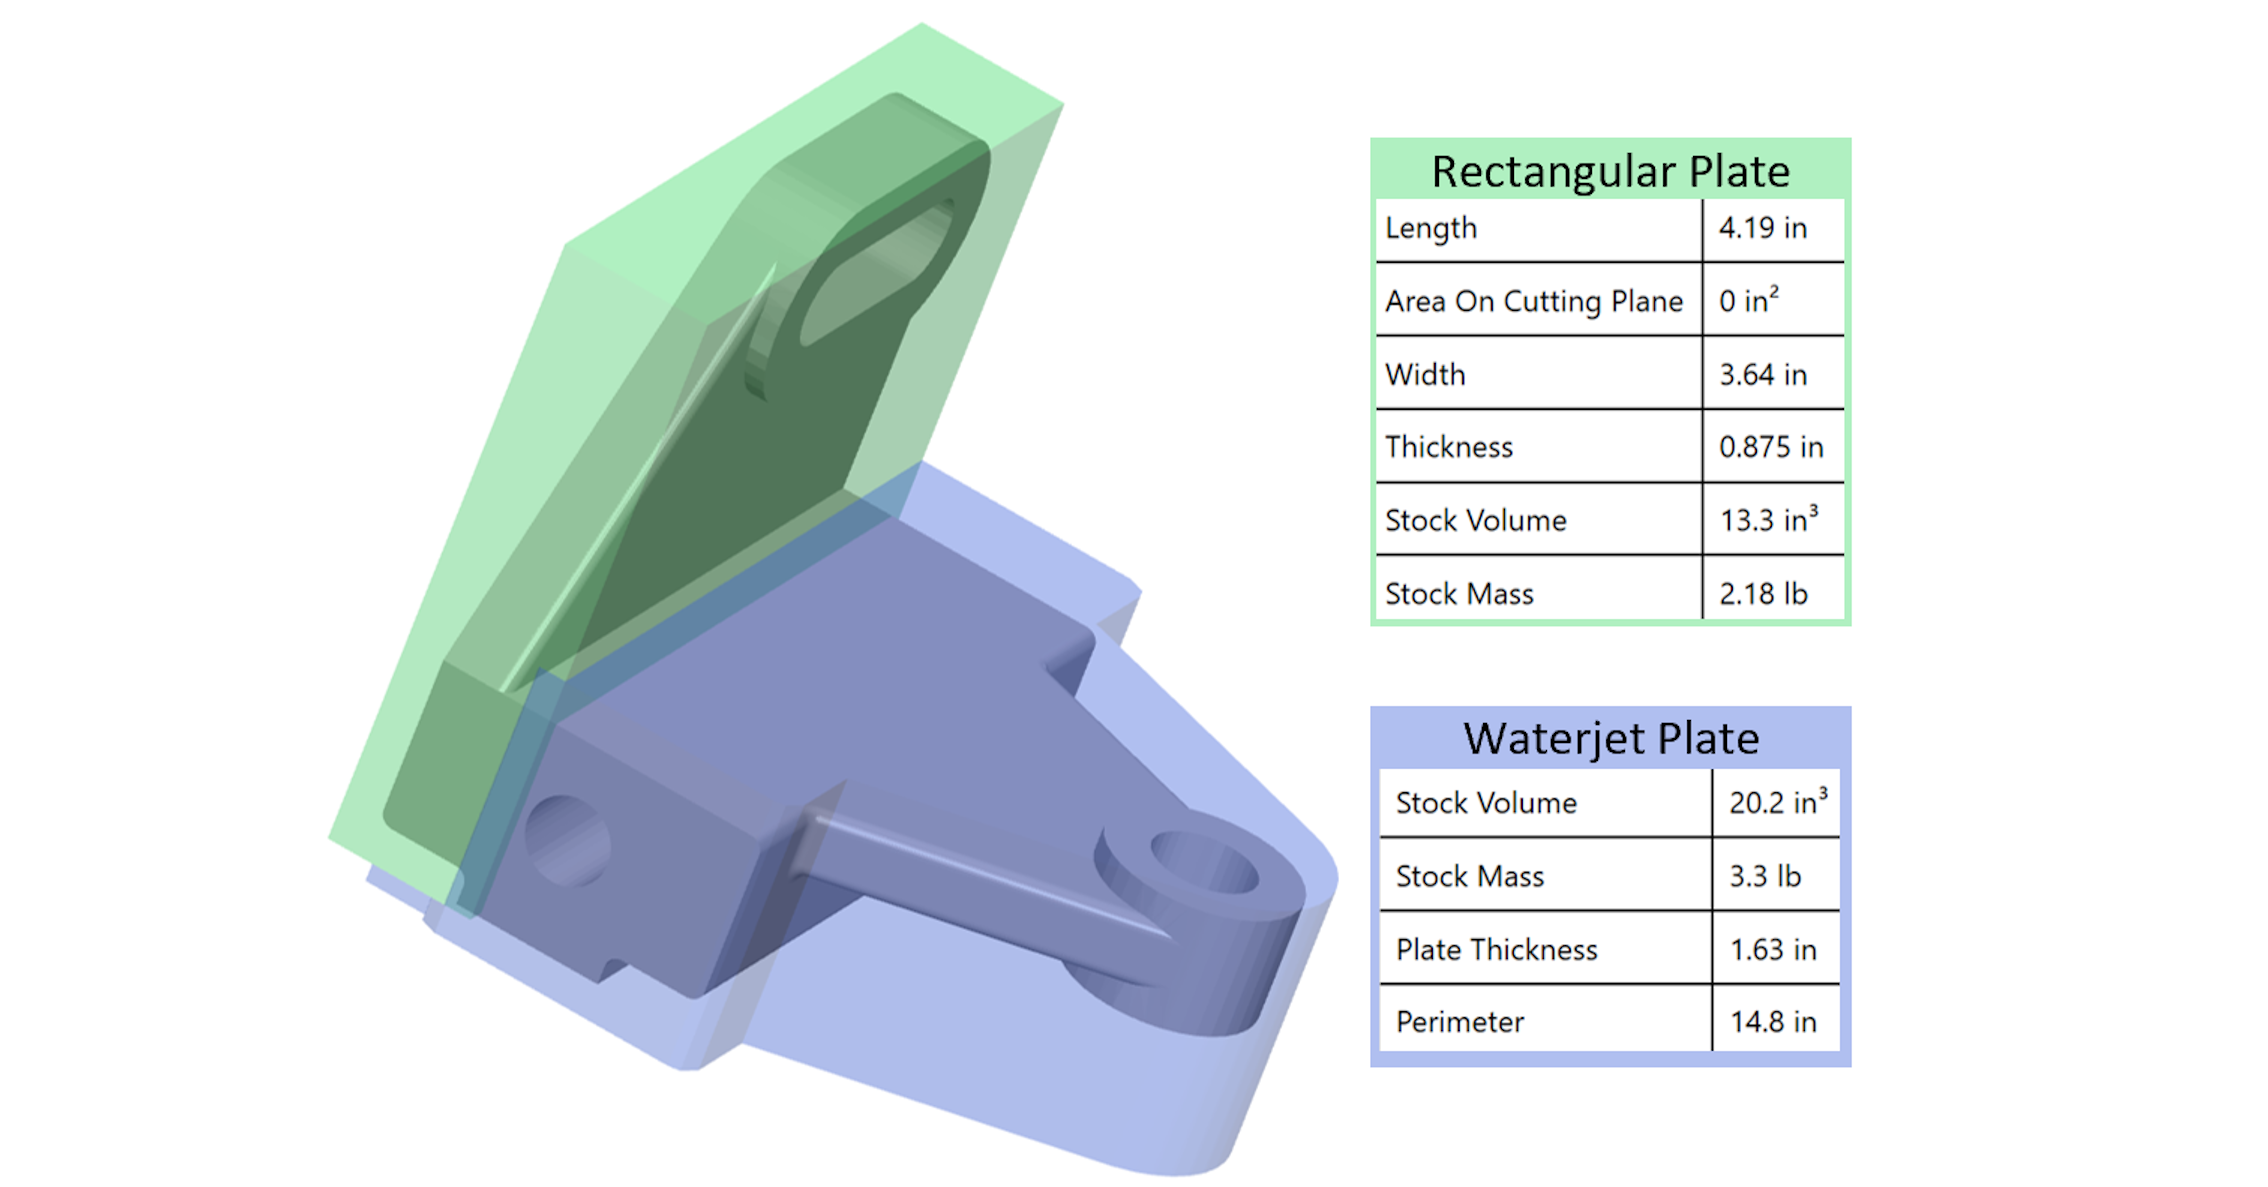 Rectangular Plate
Length 4.19 in
Area On Cutting Plane 0 in²
Width 3.64 in
Thickness 0.875 in
Stock Volume 13.3 in³
Stock Mass 2.18 lb
Waterjet Plate
Stock Volume 20.2 in³
Stock Mass 3.3 lb
Plate Thickness 1.63 in
Perimeter 14.8 in